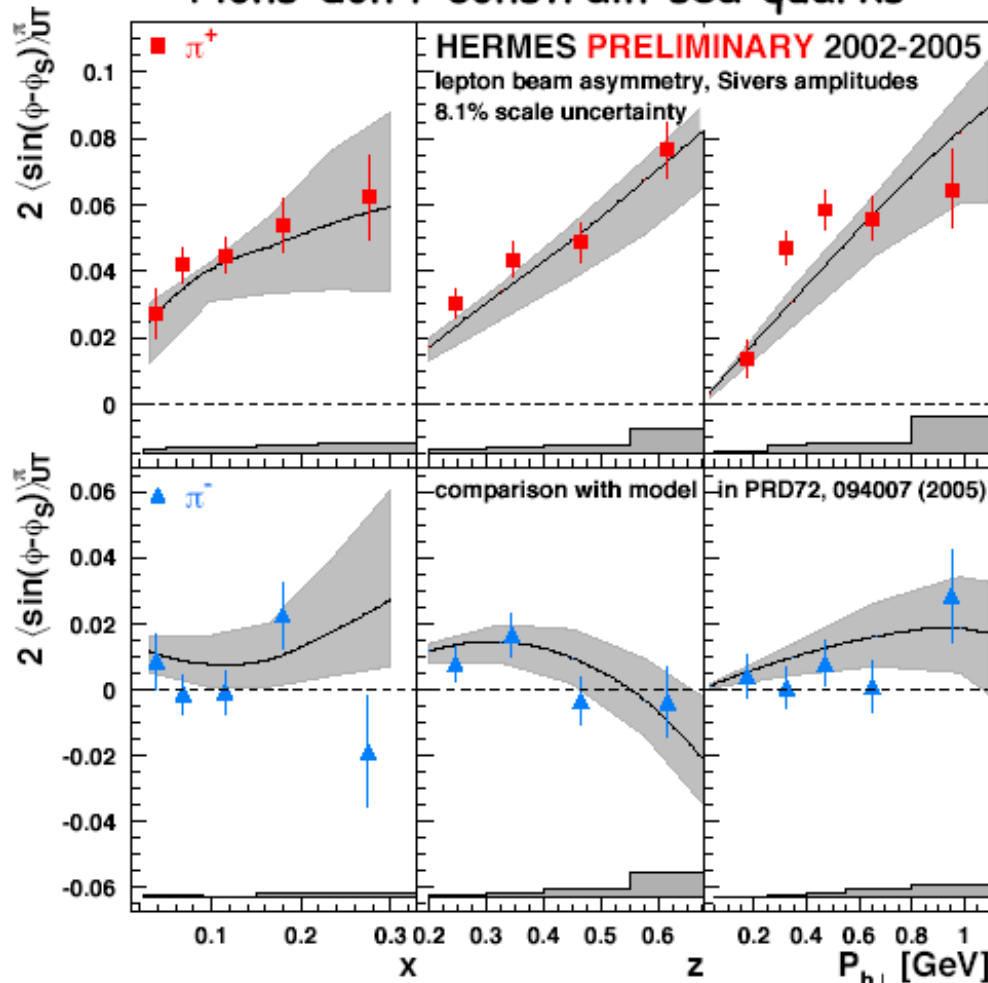 π+
HERMES PRELIMINARY 2002-2005
lepton beam asymmetry, Sivers amplitudes
8.1% scale uncertainty
2 ⟨sin(ϕ-ϕS)⟩πUT
0.1
0.08
0.06
0.04
0.02
0
π-
comparison with model
in PRD72, 094007 (2005)
2 ⟨sin(ϕ-ϕS)⟩πUT
0.06
0.04
0.02
0
-0.02
-0.04
-0.06
0.1 0.2 0.3 0.2 0.3 0.4 0.5 0.6 0.2 0.4 0.6 0.8 1
x z Ph⊥ [GeV]